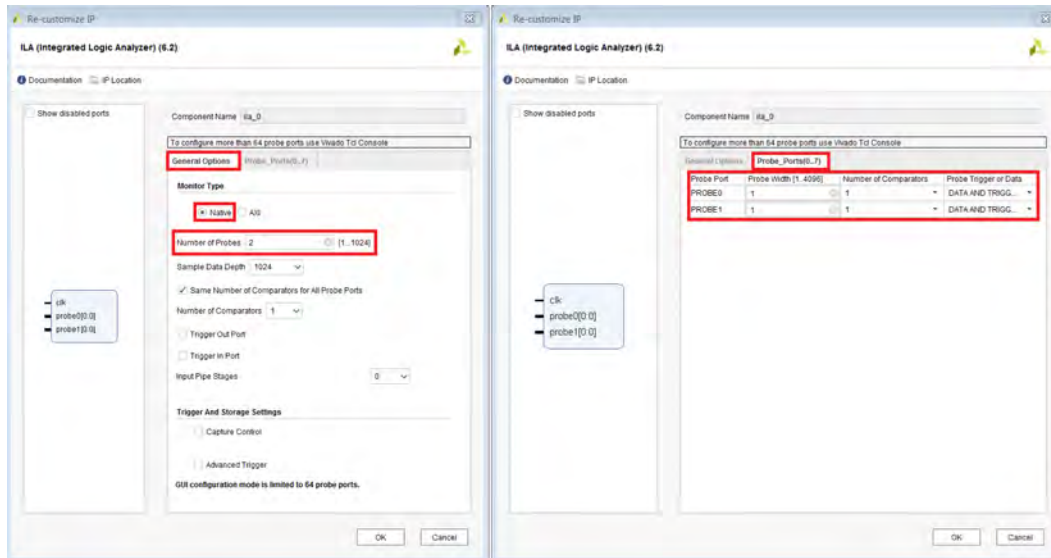 Re-customize IP
ILA (Integrated Logic Analyzer) (6.2)
Documentation IP Location
Show disabled ports
Component Name ila_0
To configure more than 64 probe ports use Vivado Tcl Console
General Options Probe_Ports(0..7)
Monitor Type
Native AXI
Number of Probes 2 [1...1024]
Sample Data Depth 1024
Same Number of Comparators for All Probe Ports
Number of Comparators 1
Trigger Out Port
Trigger In Port
Input Pipe Stages 0
Trigger And Storage Settings
Capture Control
Advanced Trigger
GUI configuration mode is limited to 64 probe ports.
clk
probe0[0:0]
probe1[0:0]
OK Cancel
Re-customize IP
ILA (Integrated Logic Analyzer) (6.2)
Documentation IP Location
Show disabled ports
Component Name ila_0
To configure more than 64 probe ports use Vivado Tcl Console
General Options Probe_Ports(0..7)
Probe Port Probe Width [1..4096] Number of Comparators Probe Trigger or Data
PROBE0 1 1 DATA AND TRIGG...
PROBE1 1 1 DATA AND TRIGG...
clk
probe0[0:0]
probe1[0:0]
OK Cancel